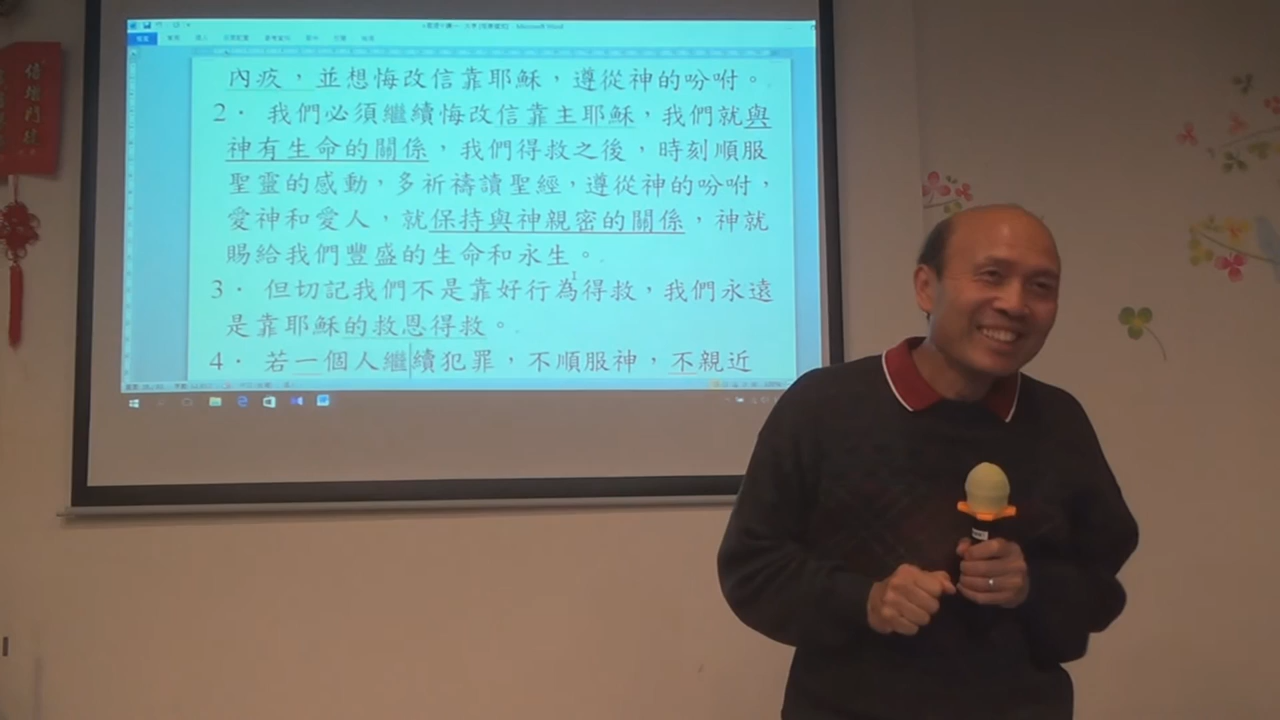 Microsoft Word
內疚，並想悔改信靠耶穌，遵從神的吩咐。
2． 我們必須繼續悔改信靠主耶穌，我們就與
神有生命的關係，我們得救之後，時刻順服
聖靈的感動，多祈禱讀聖經，遵從神的吩咐，
愛神和愛人，就保持與神親密的關係，神就
賜給我們豐盛的生命和永生。
3． 但切記我們不是靠好行為得救，我們永遠
是靠耶穌的救恩得救。
4． 若一個人繼續犯罪，不順服神，不親近